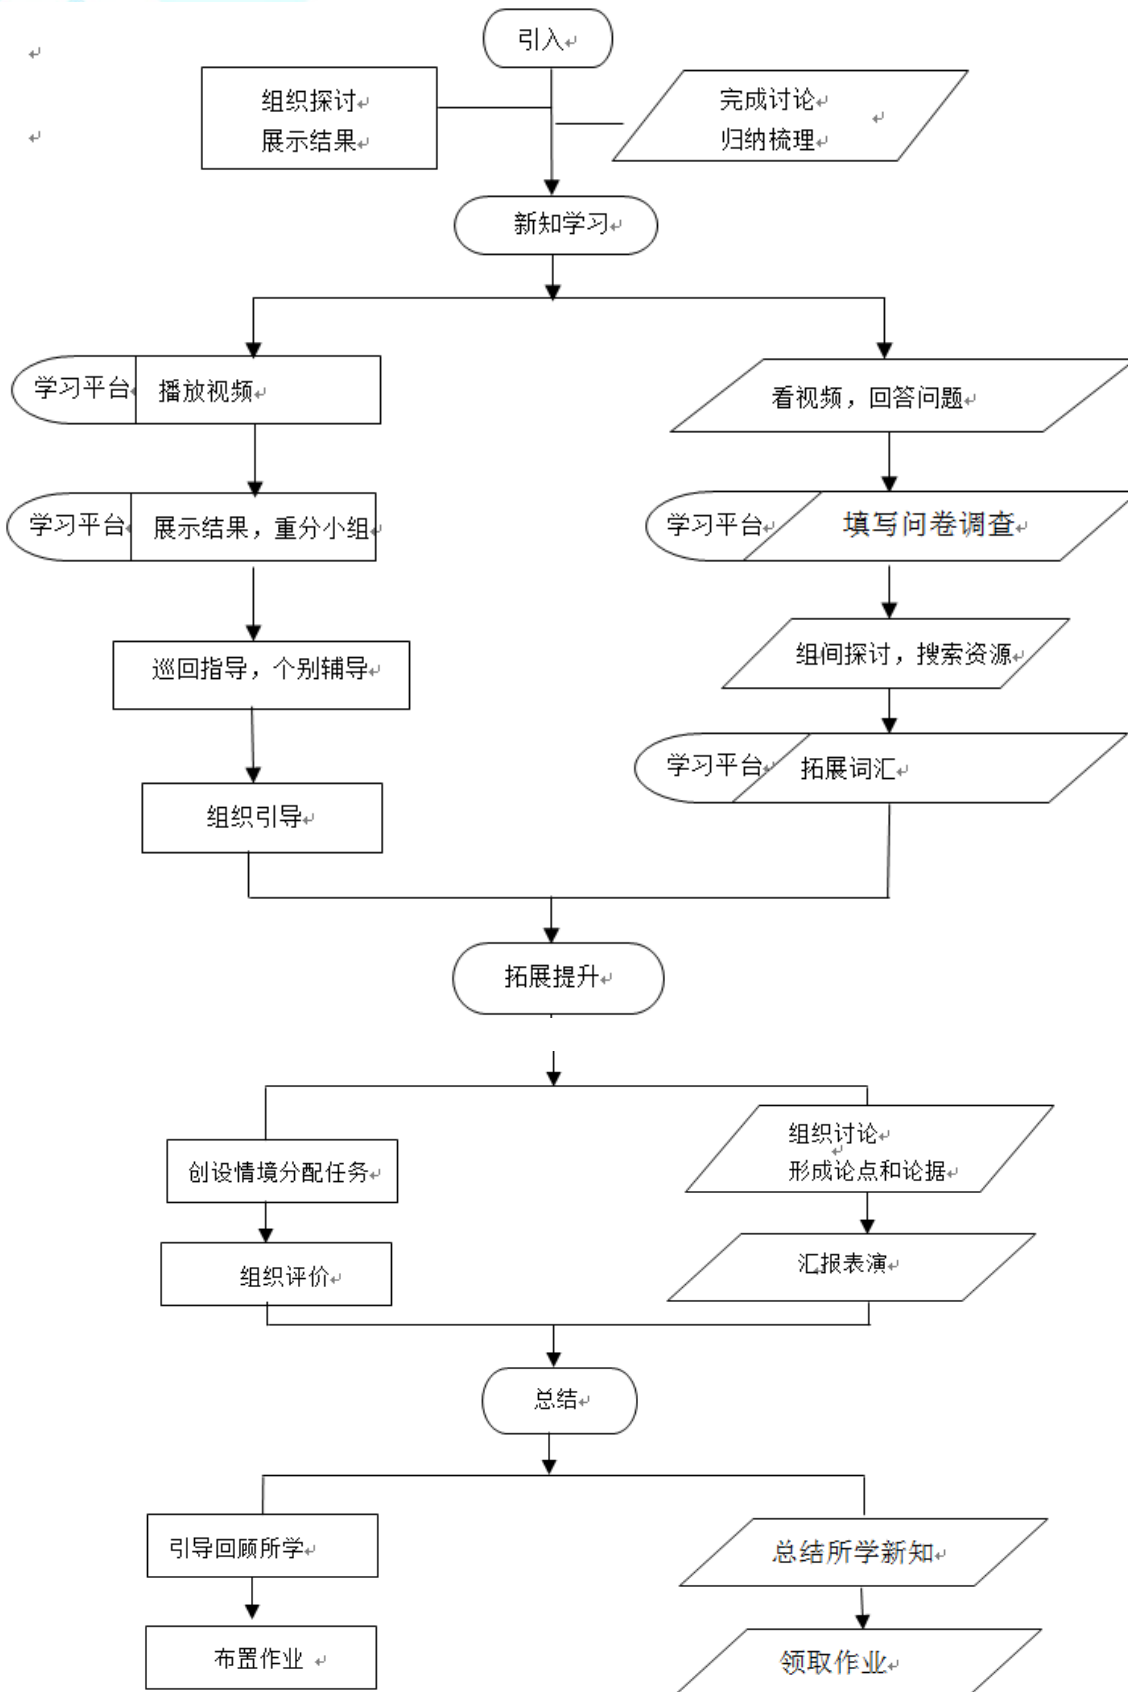 引入
组织探讨
展示结果
完成讨论
归纳梳理
新知学习
学习平台
播放视频
看视频，回答问题
学习平台
展示结果，重分小组
学习平台
填写问卷调查
巡回指导，个别辅导
组间探讨，搜索资源
学习平台
拓展词汇
组织引导
拓展提升
创设情境分配任务
组织讨论
形成论点和论据
组织评价
汇报表演
总结
引导回顾所学
总结所学新知
布置作业
领取作业